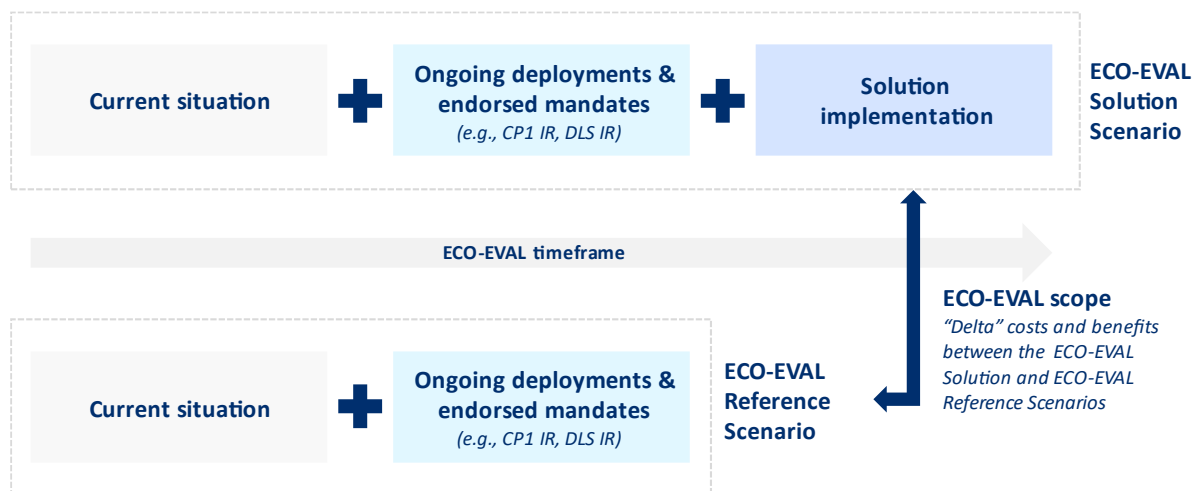 Current situation
Ongoing deployments &
endorsed mandates
(e.g., CP1 IR, DLS IR)
Solution
implementation
ECO-EVAL
Solution
Scenario
ECO-EVAL timeframe
ECO-EVAL scope
"Delta" costs and benefits
between the ECO-EVAL
Solution and ECO-EVAL
Reference Scenarios
Current situation
Ongoing deployments &
endorsed mandates
(e.g., CP1 IR, DLS IR)
ECO-EVAL
Reference
Scenario